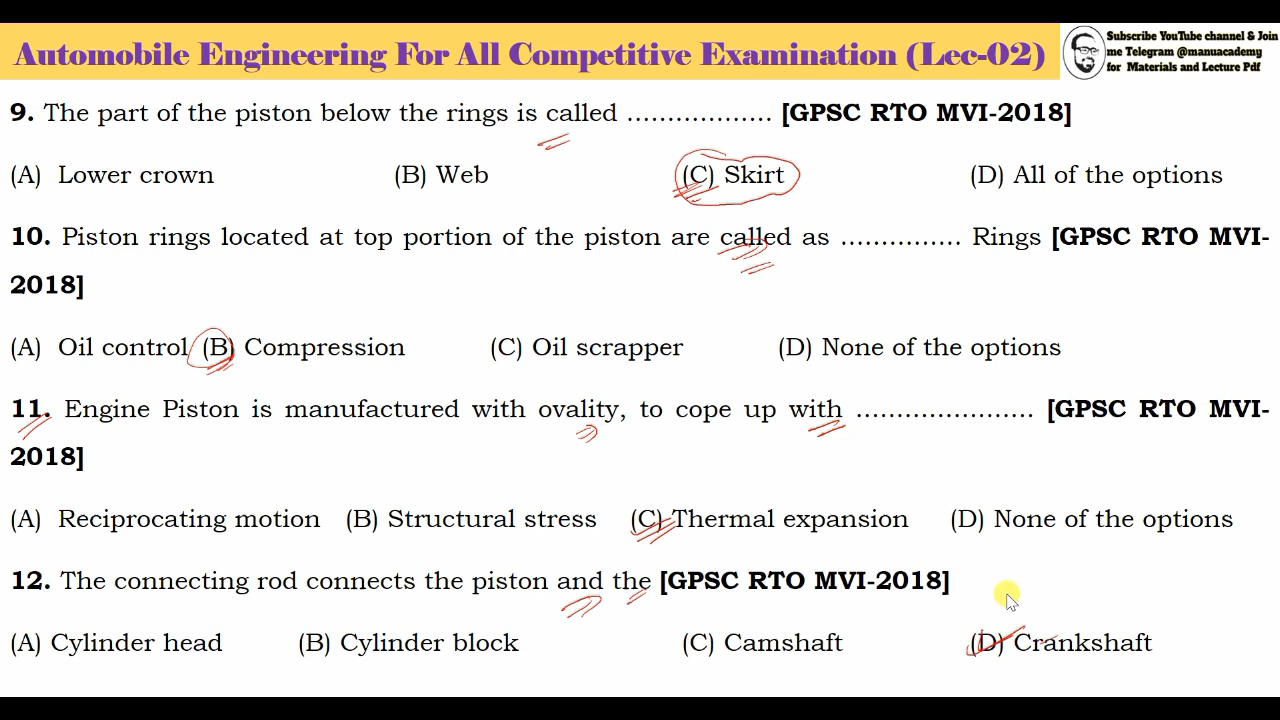 Automobile Engineering For All Competitive Examination (Lec-02)
Subscribe YouTube channel & Join
me Telegram @manuacademy
for Materials and Lecture Pdf
9. The part of the piston below the rings is called .................. [GPSC RTO MVI-2018]
(A) Lower crown (B) Web (C) Skirt (D) All of the options
10. Piston rings located at top portion of the piston are called as ............... Rings [GPSC RTO MVI-
2018]
(A) Oil control (B) Compression (C) Oil scrapper (D) None of the options
11. Engine Piston is manufactured with ovality, to cope up with ...................... [GPSC RTO MVI-
2018]
(A) Reciprocating motion (B) Structural stress (C) Thermal expansion (D) None of the options
12. The connecting rod connects the piston and the [GPSC RTO MVI-2018]
(A) Cylinder head (B) Cylinder block (C) Camshaft (D) Crankshaft